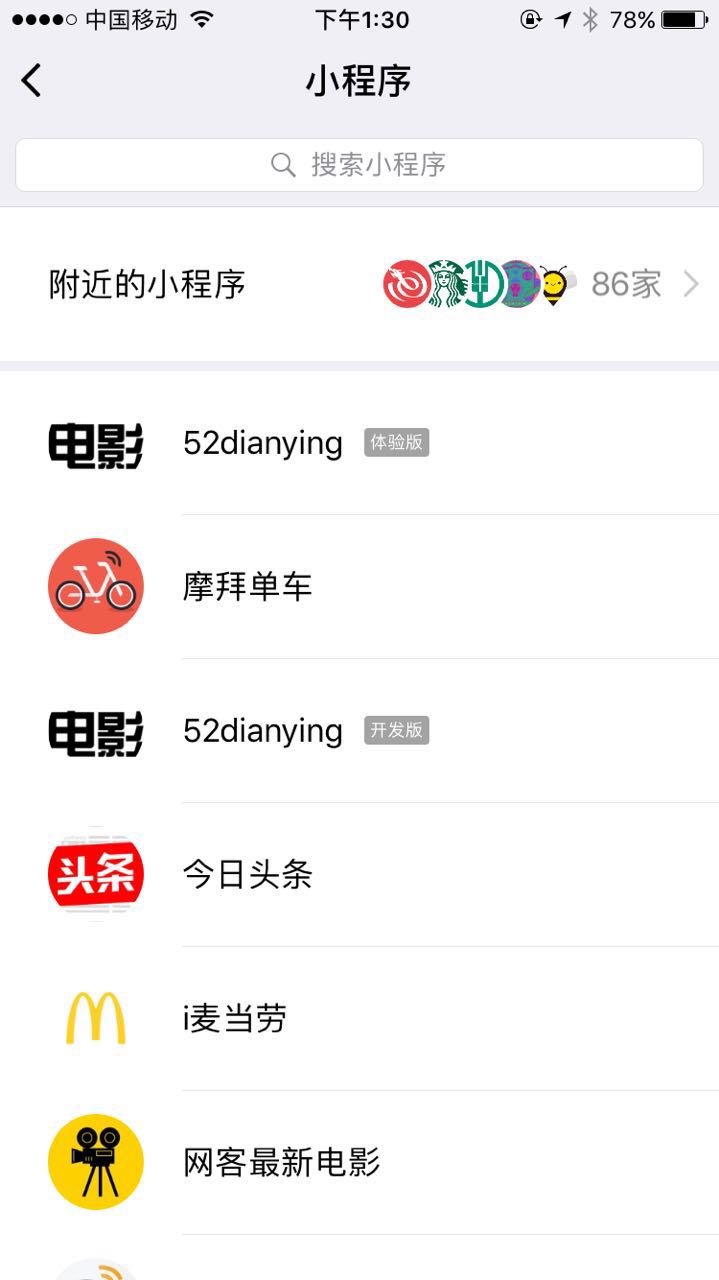 中国移动 下午1:30 78%
小程序
搜索小程序
附近的小程序 86家
电影 52dianying 体验版
摩拜单车
电影 52dianying 开发版
头条 今日头条
i麦当劳
网客最新电影